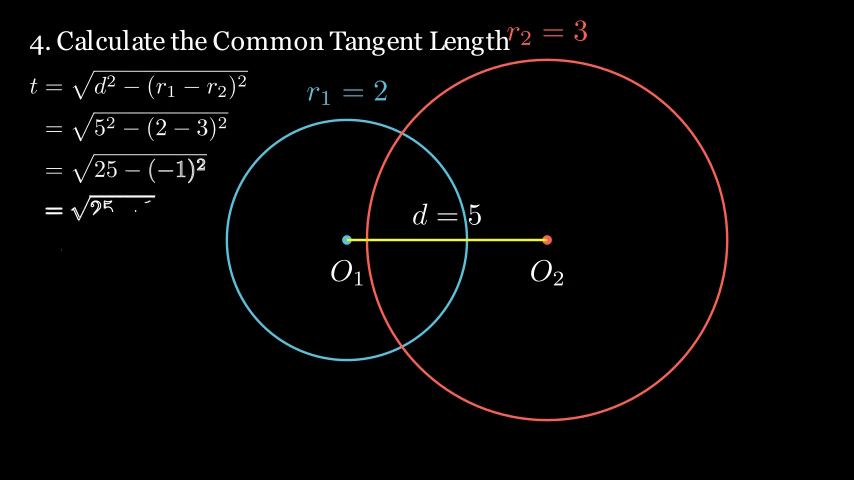 4. Calculate the Common Tangent Length
r₂ = 3
t = √(d² − (r₁ − r₂)²)
r₁ = 2
= √(5² − (2 − 3)²)
= √(25 − (−1)²)
= √25
d = 5
O₁ O₂